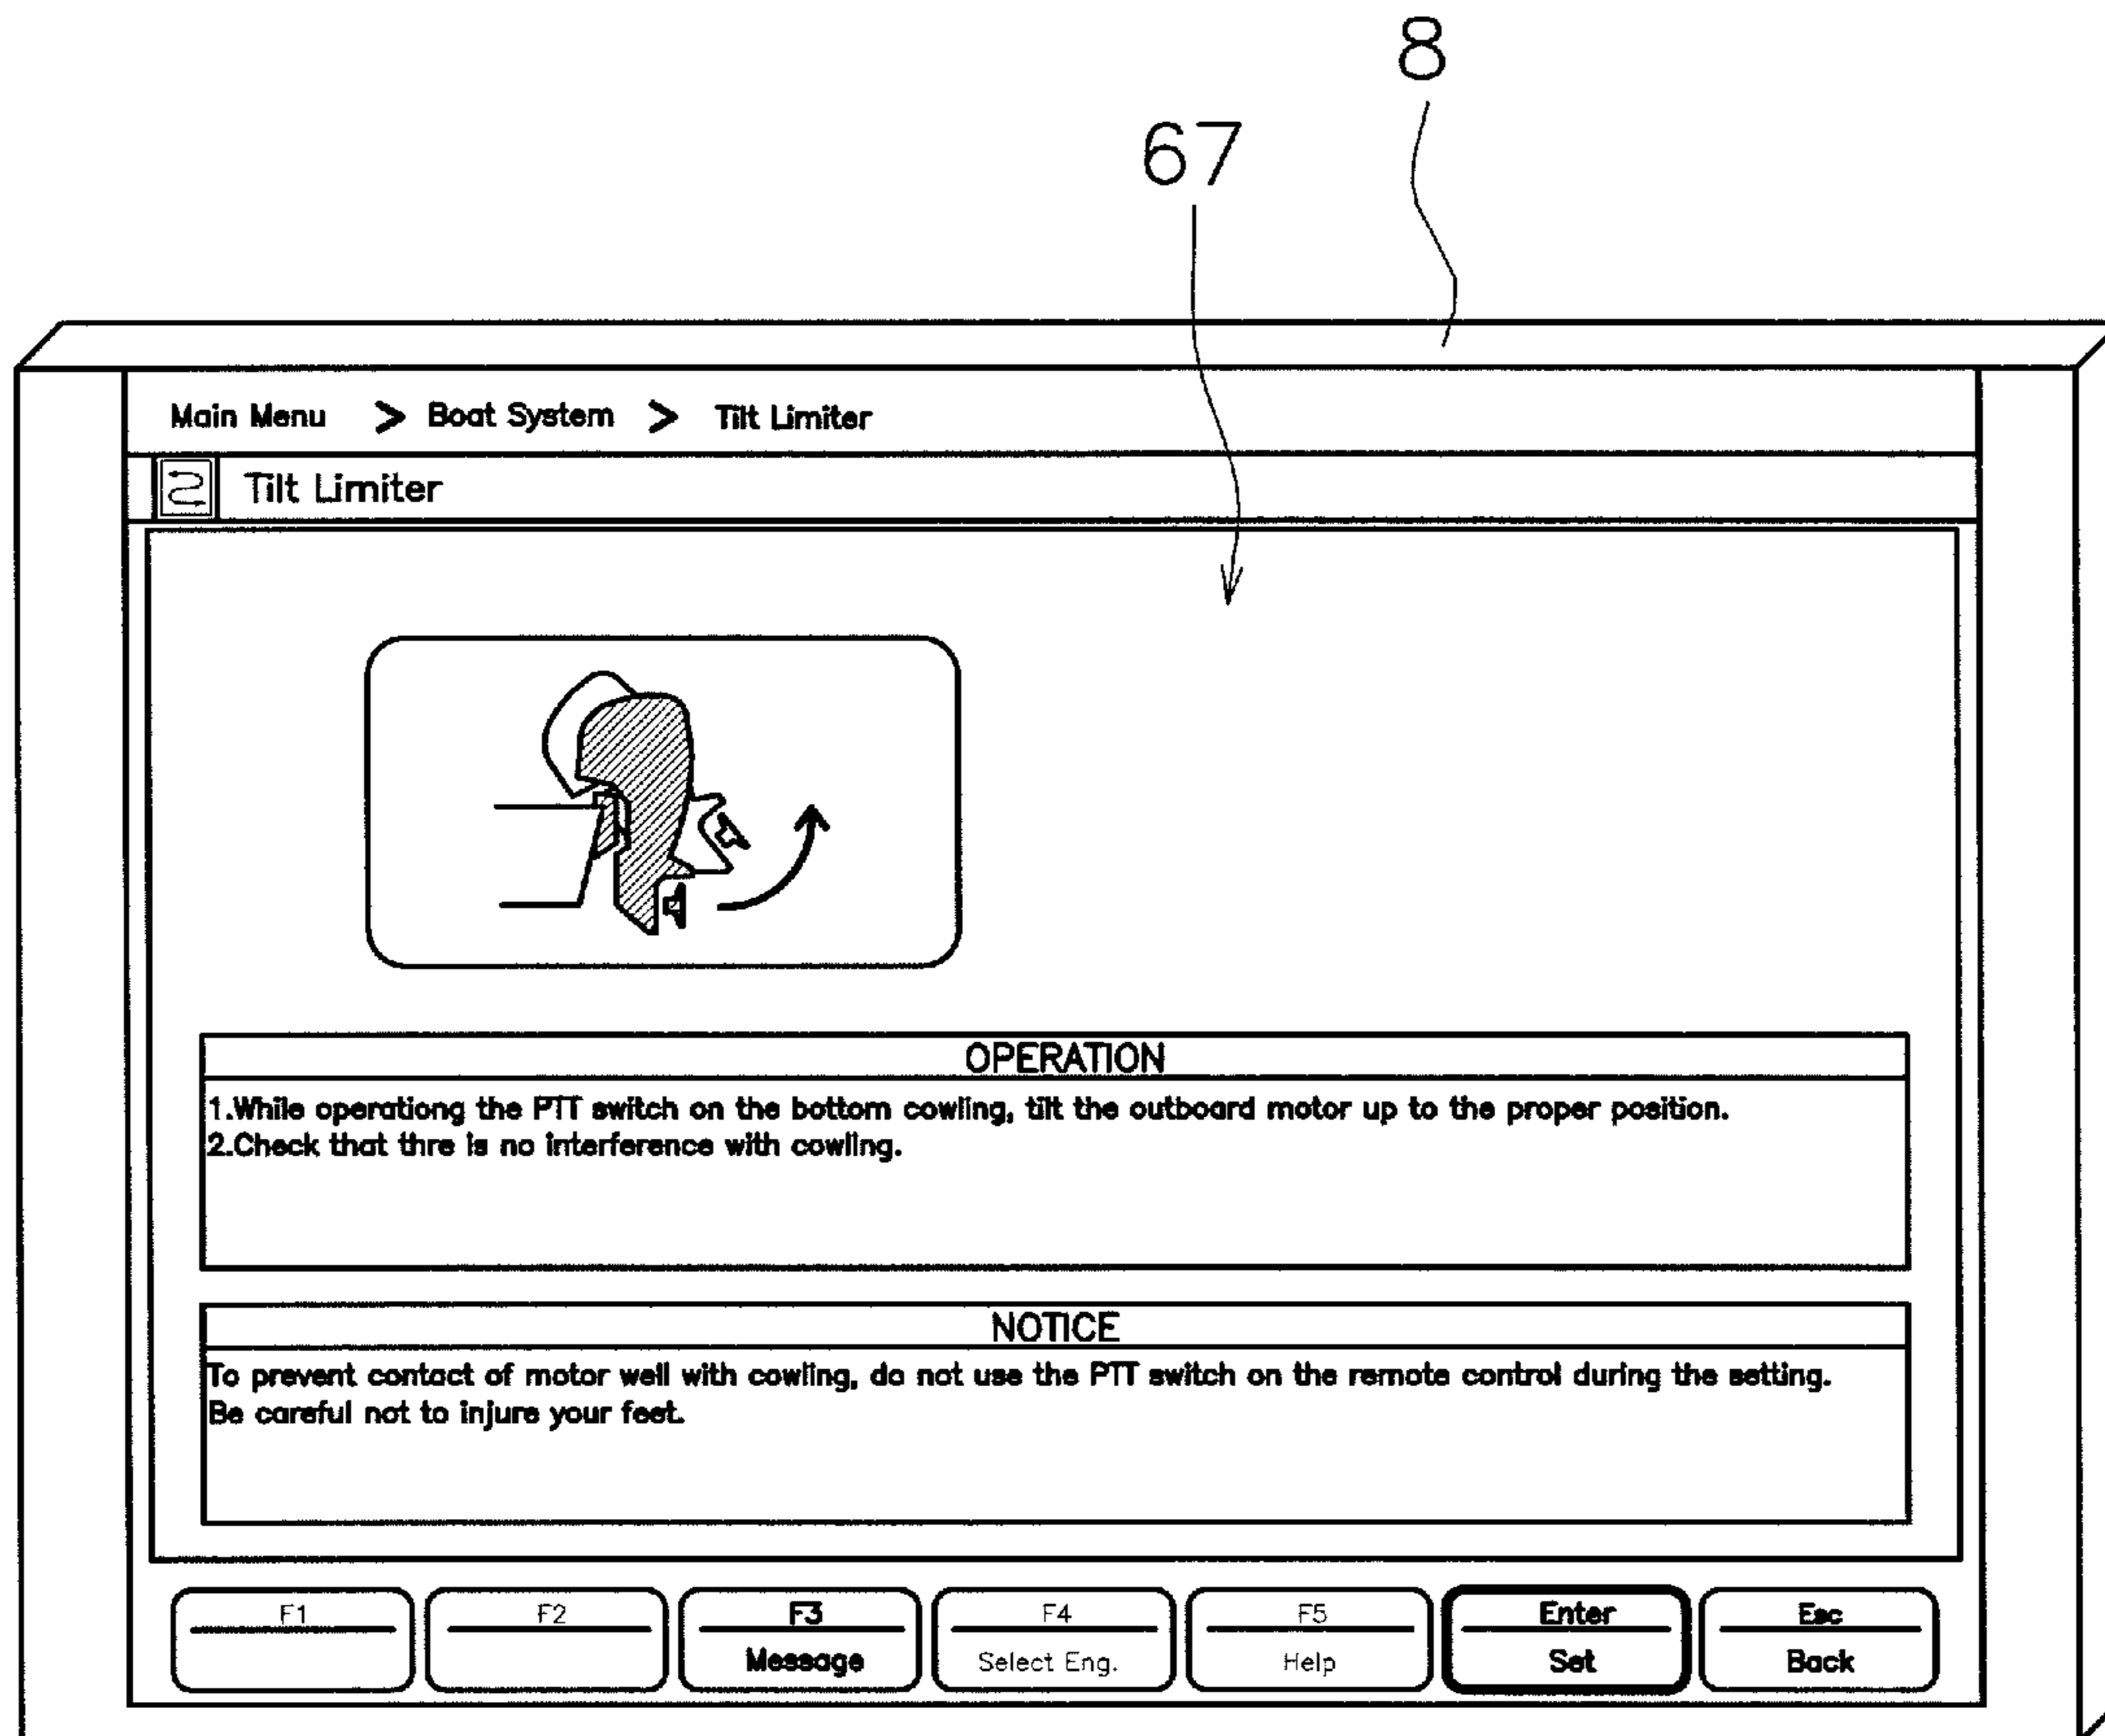 8
67
Main Menu > Boat System > Tilt Limiter
Tilt Limiter
OPERATION
1.While operationg the PTT switch on the bottom cowling, tilt the outboard motor up to the proper position.
2.Check that thre is no interference with cowling.
NOTICE
To prevent contact of motor well with cowling, do not use the PTT switch on the remote control during the setting.
Be careful not to injure your feet.
F1 F2 F3 F4 F5 Enter Esc
Message Select Eng. Help Set Back